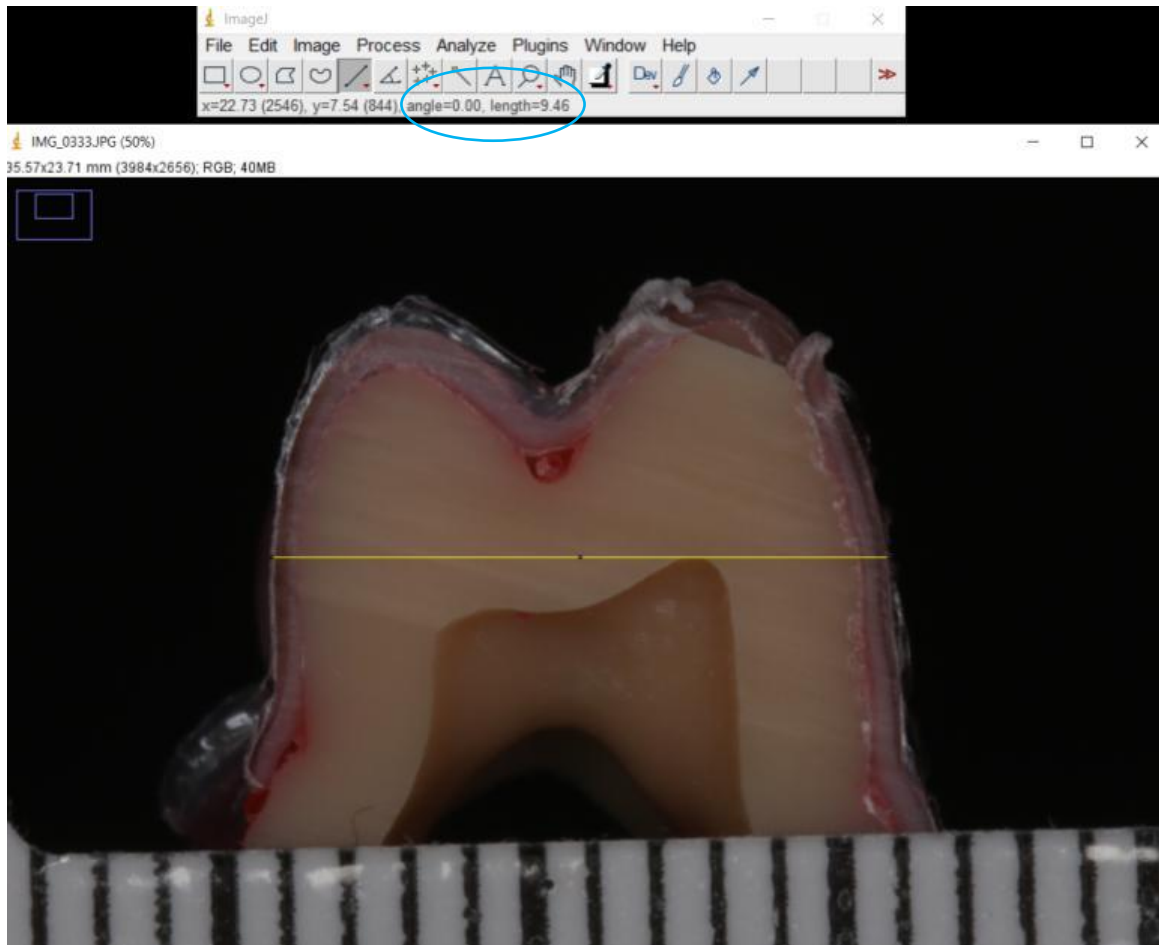 ImageJ
File Edit Image Process Analyze Plugins Window Help
A Dev
x=22.73 (2546), y=7.54 (844), angle=0.00, length=9.46
IMG_0333.JPG (50%)
35.57x23.71 mm (3984x2656); RGB; 40MB